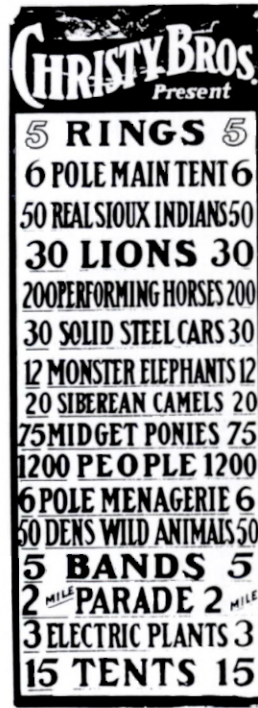 CHRISTY BROS.
Present
5 RINGS 5
6 POLE MAIN TENT 6
50 REAL SIOUX INDIANS 50
30 LIONS 30
200 PERFORMING HORSES 200
30 SOLID STEEL CARS 30
12 MONSTER ELEPHANTS 12
20 SIBEREAN CAMELS 20
75 MIDGET PONIES 75
1200 PEOPLE 1200
6 POLE MENAGERIE 6
50 DENS WILD ANIMALS 50
5 BANDS 5
2 MILE PARADE 2 MILE
3 ELECTRIC PLANTS 3
15 TENTS 15